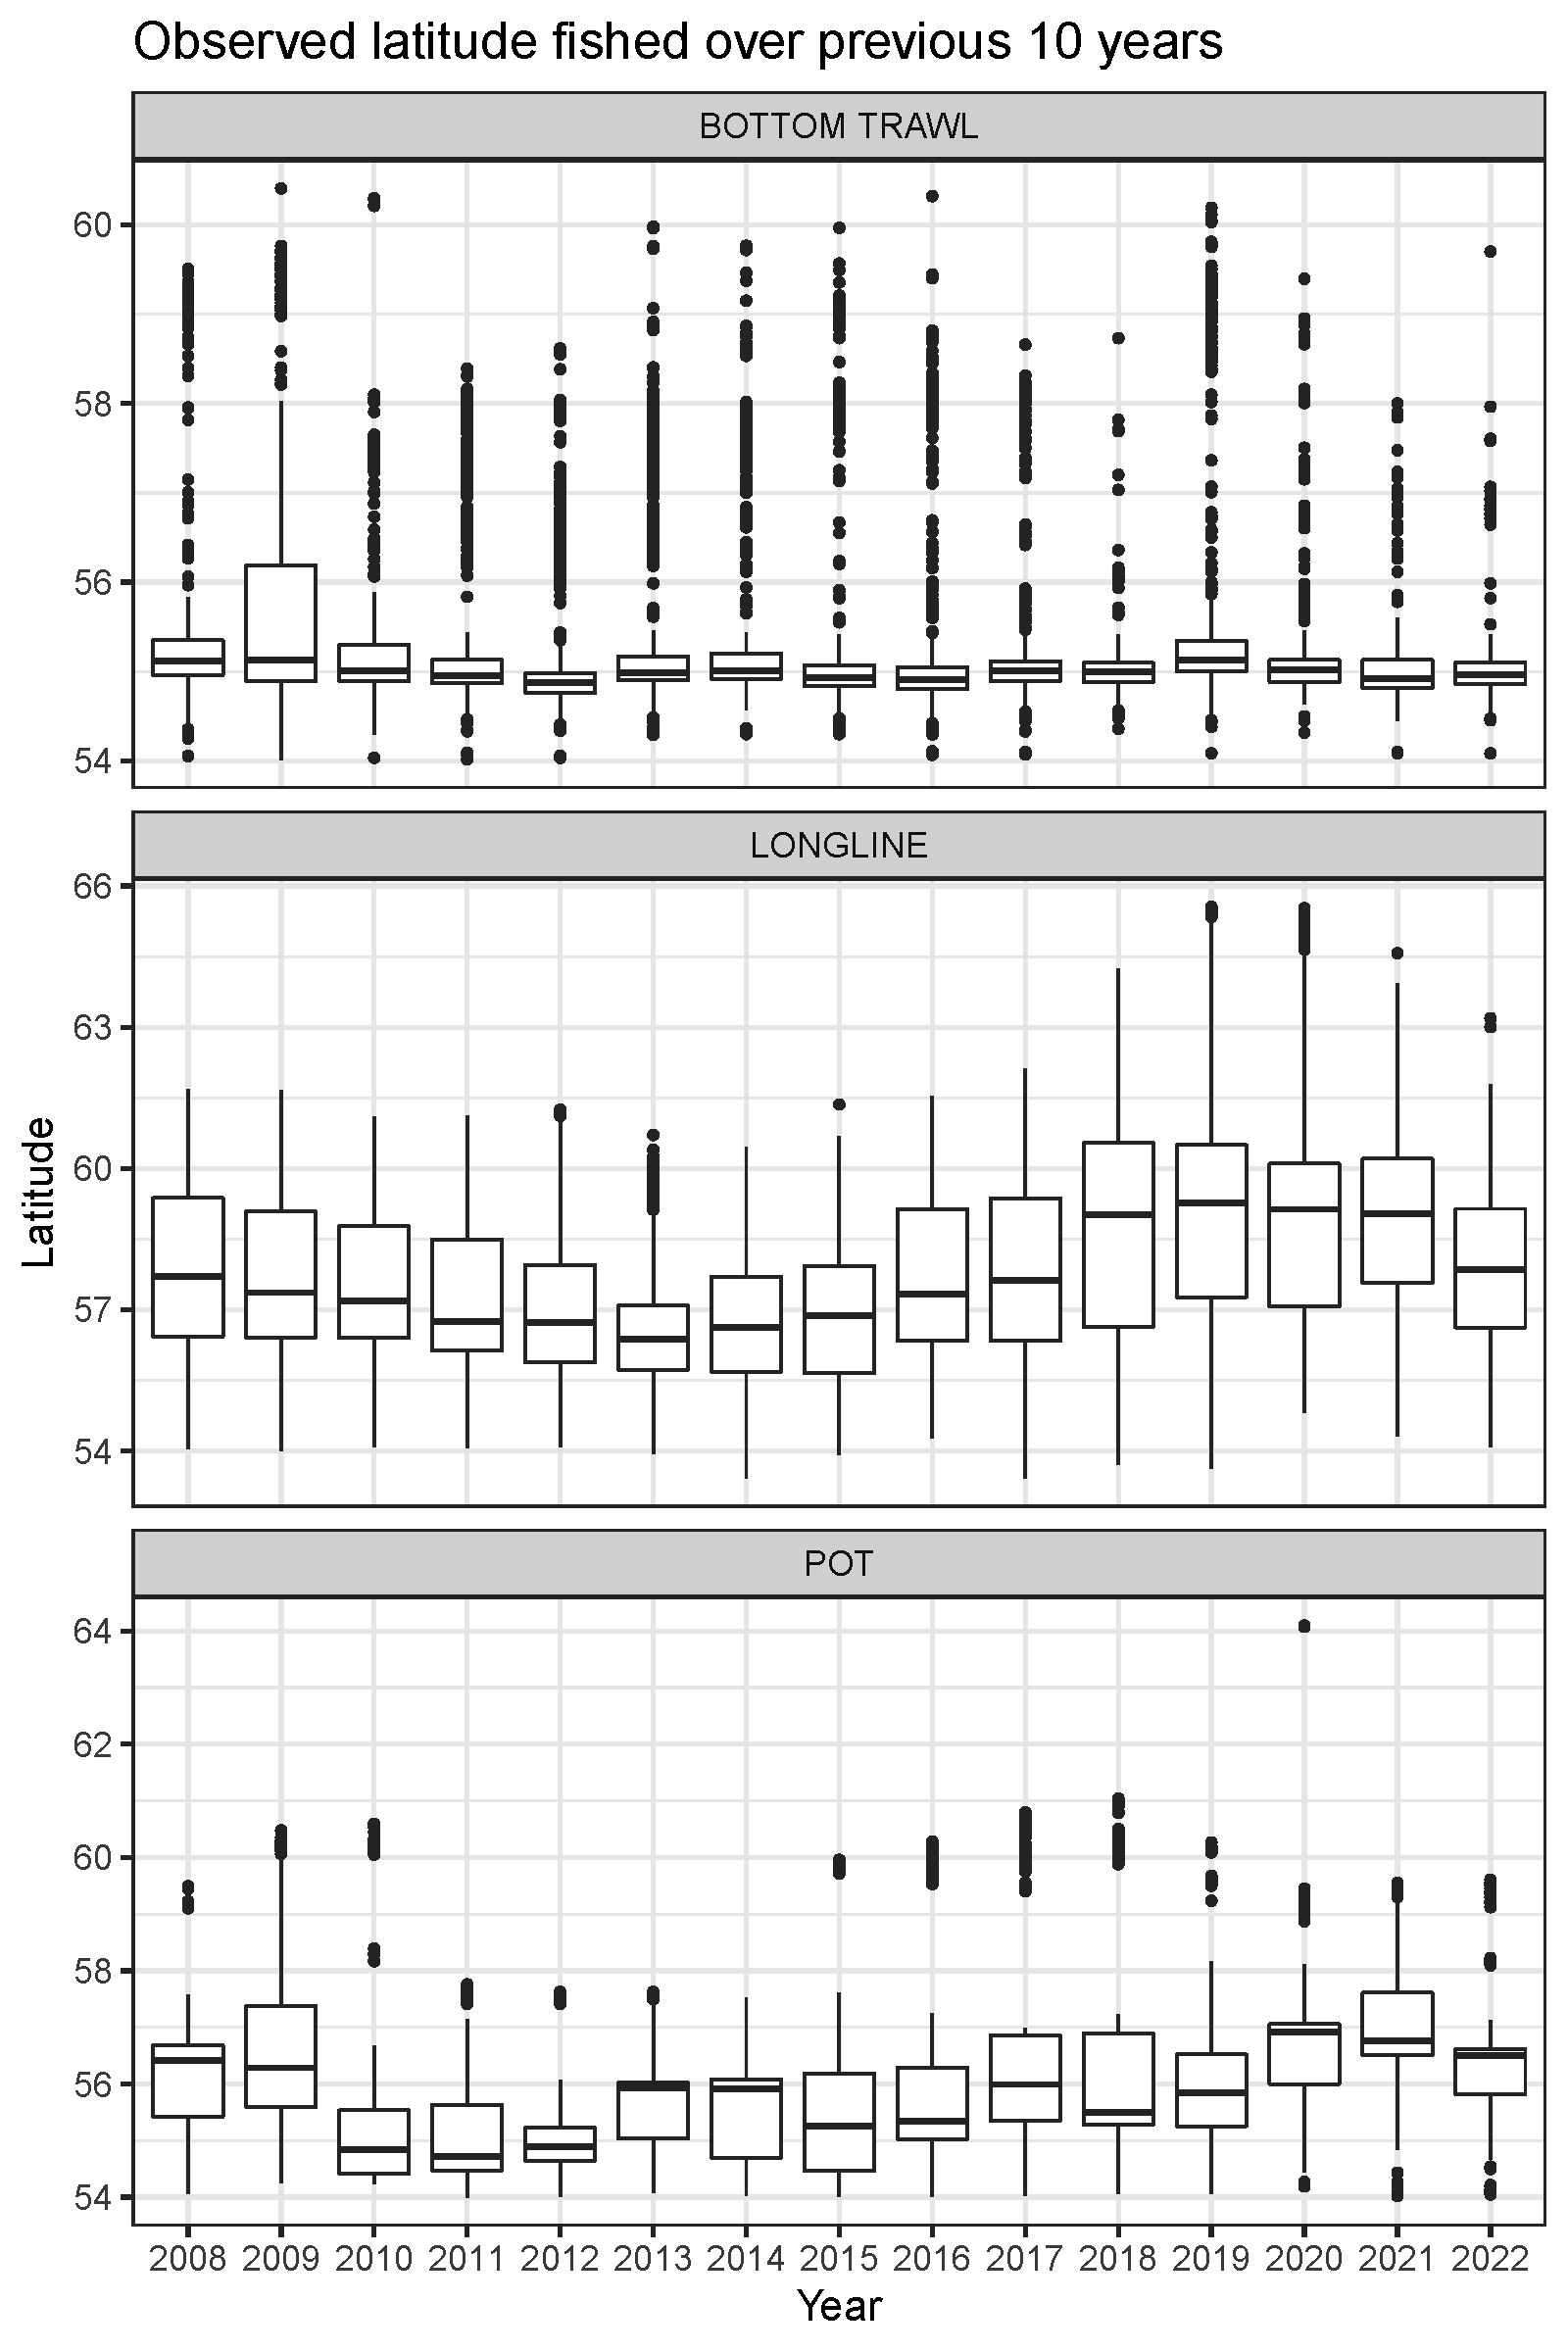 Observed latitude fished over previous 10 years
BOTTOM TRAWL
60
58
56
54
LONGLINE
66
63
60
57
54
Latitude
POT
64
62
60
58
56
54
2008 2009 2010 2011 2012 2013 2014 2015 2016 2017 2018 2019 2020 2021 2022
Year